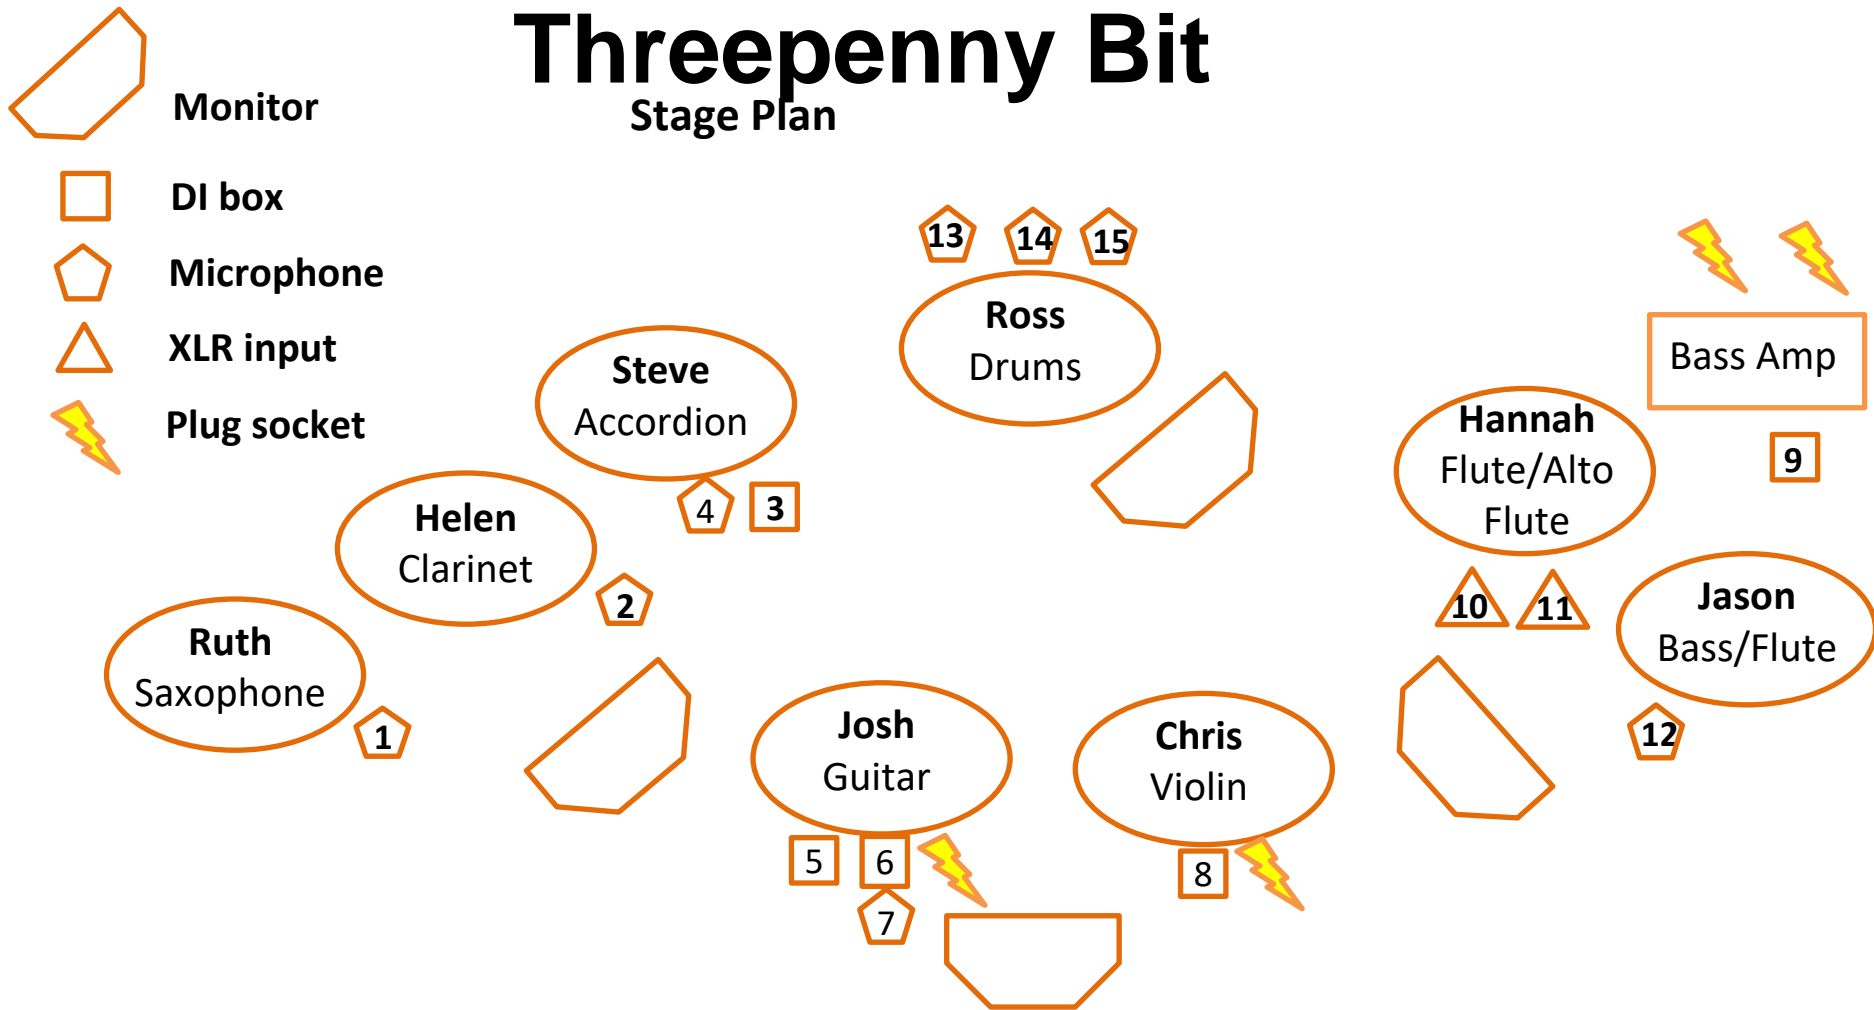 Threepenny Bit
Stage Plan
Monitor
DI box
Microphone
XLR input
Plug socket
13
14
15
Ross
Drums
Steve
Accordion
4
3
Helen
Clarinet
2
Ruth
Saxophone
1
Bass Amp
9
Hannah
Flute/Alto
Flute
10
11
Jason
Bass/Flute
12
Josh
Guitar
5
6
7
Chris
Violin
8